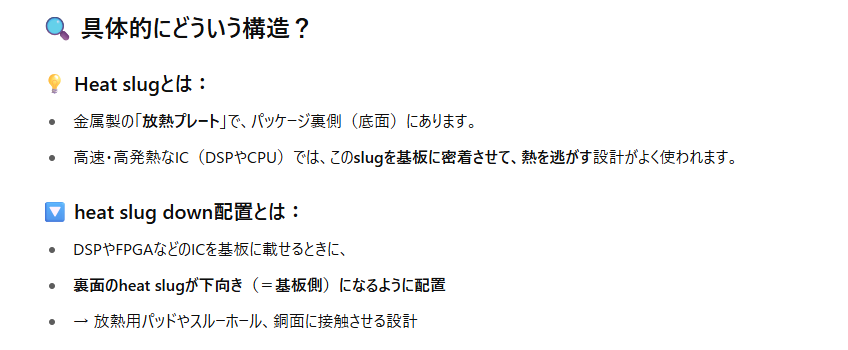 🔍 具体的にどういう構造？
💡 Heat slugとは：
• 金属製の「放熱プレート」で、パッケージ裏側（底面）にあります。
• 高速・高発熱なIC（DSPやCPU）では、このslugを基板に密着させて、熱を逃がす設計がよく使われます。
🔽 heat slug down配置とは：
• DSPやFPGAなどのICを基板に載せるときに、
• 裏面のheat slugが下向き（＝基板側）になるように配置
• → 放熱用パッドやスルーホール、銅面に接触させる設計